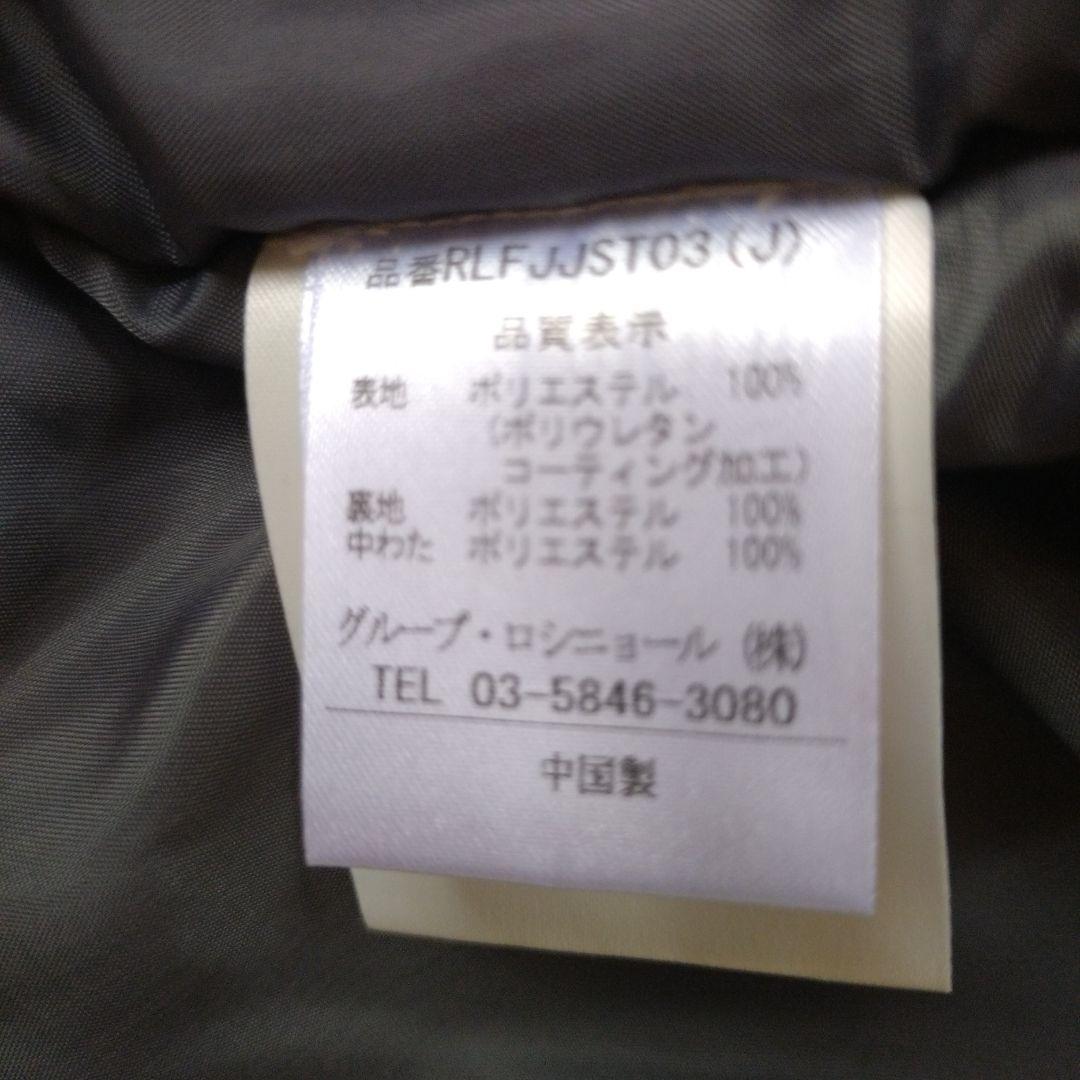 品番RLFJJST03(J)
品質表示
表地 ポリエステル 100%
(ポリウレタン
コーティング加工)
裏地 ポリエステル 100%
中わた ポリエステル 100%
グループ・ロシニョール (株)
TEL 03-5846-3080
中国製